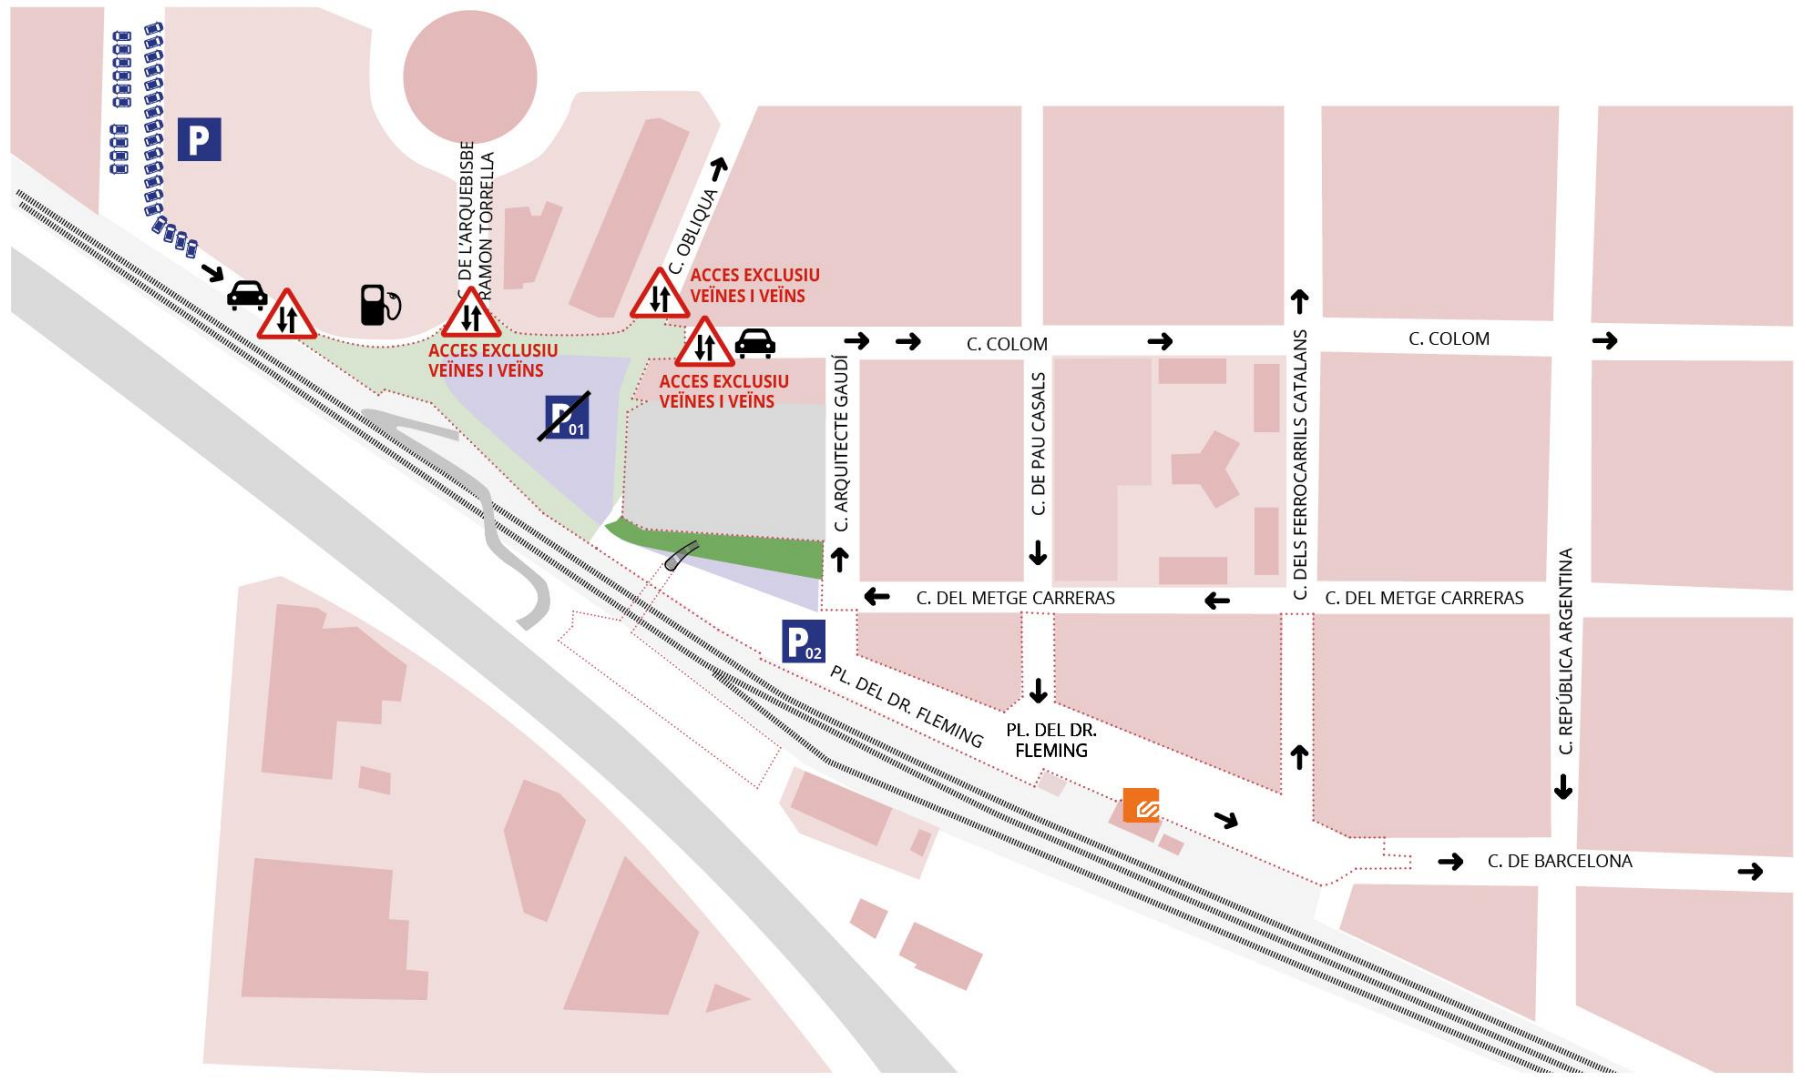 P
C. DE L'ARQUEBISBE
RAMON TORRELLA
C. OBLIQUA
ACCES EXCLUSIU
VEÏNES I VEÏNS
ACCES EXCLUSIU
VEÏNES I VEÏNS
ACCES EXCLUSIU
VEÏNES I VEÏNS
P01
C. COLOM
C. COLOM
C. ARQUITECTE GAUDÍ
C. DE PAU CASALS
C. DELS FERROCARRILS CATALANS
C. DEL METGE CARRERAS
C. DEL METGE CARRERAS
C. REPÚBLICA ARGENTINA
P02
PL. DEL DR. FLEMING
PL. DEL DR.
FLEMING
C. DE BARCELONA